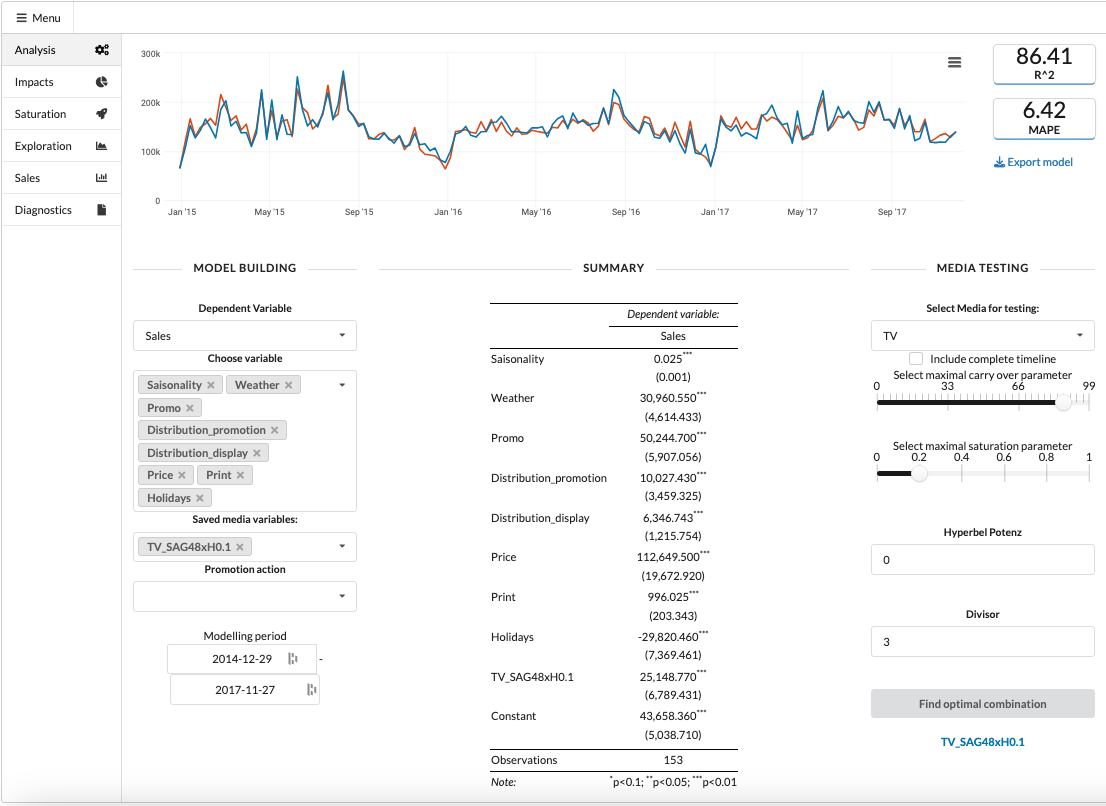 Menu
Analysis
Impacts
Saturation
Exploration
Sales
Diagnostics
300k
200k
100k
0
Jan '15
May '15
Sep '15
Jan '16
May '16
Sep '16
Jan '17
May '17
Sep '17
86.41
R^2
6.42
MAPE
Export model
MODEL BUILDING
Dependent Variable
Sales
Choose variable
Saisonality × Weather ×
Promo ×
Distribution_promotion ×
Distribution_display ×
Price × Print ×
Holidays ×
Saved media variables:
TV_SAG48xH0.1 ×
Promotion action
Modelling period
2014-12-29 -
2017-11-27
SUMMARY
Dependent variable:
Sales
Saisonality 0.025***
(0.001)
Weather 30,960.550***
(4,614.433)
Promo 50,244.700***
(5,907.056)
Distribution_promotion 10,027.430***
(3,459.325)
Distribution_display 6,346.743***
(1,215.754)
Price 112,649.500***
(19,672.920)
Print 996.025***
(203.343)
Holidays -29,820.460***
(7,369.461)
TV_SAG48xH0.1 25,148.770***
(6,789.431)
Constant 43,658.360***
(5,038.710)
Observations 153
Note: *p<0.1; **p<0.05; ***p<0.01
MEDIA TESTING
Select Media for testing:
TV
Include complete timeline
Select maximal carry over parameter
0 33 66 99
Select maximal saturation parameter
0 0.2 0.4 0.6 0.8 1
Hyperbel Potenz
0
Divisor
3
Find optimal combination
TV_SAG48xH0.1